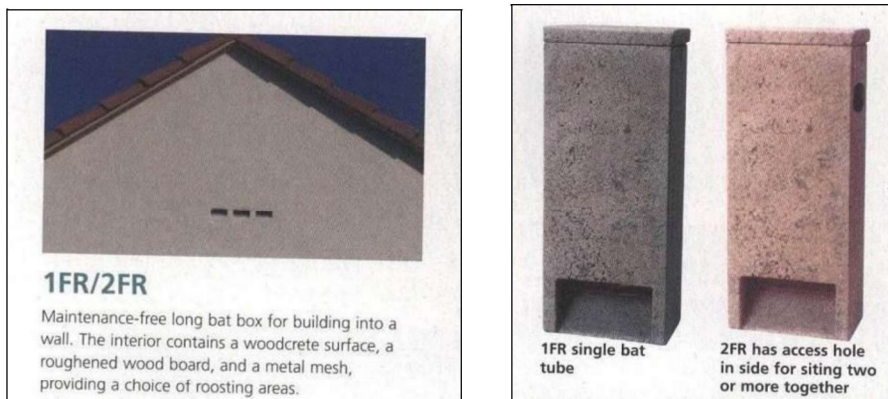 1FR/2FR
Maintenance-free long bat box for building into a
wall. The interior contains a woodcrete surface, a
roughened wood board, and a metal mesh,
providing a choice of roosting areas.
1FR single bat
tube
2FR has access hole
in side for siting two
or more together